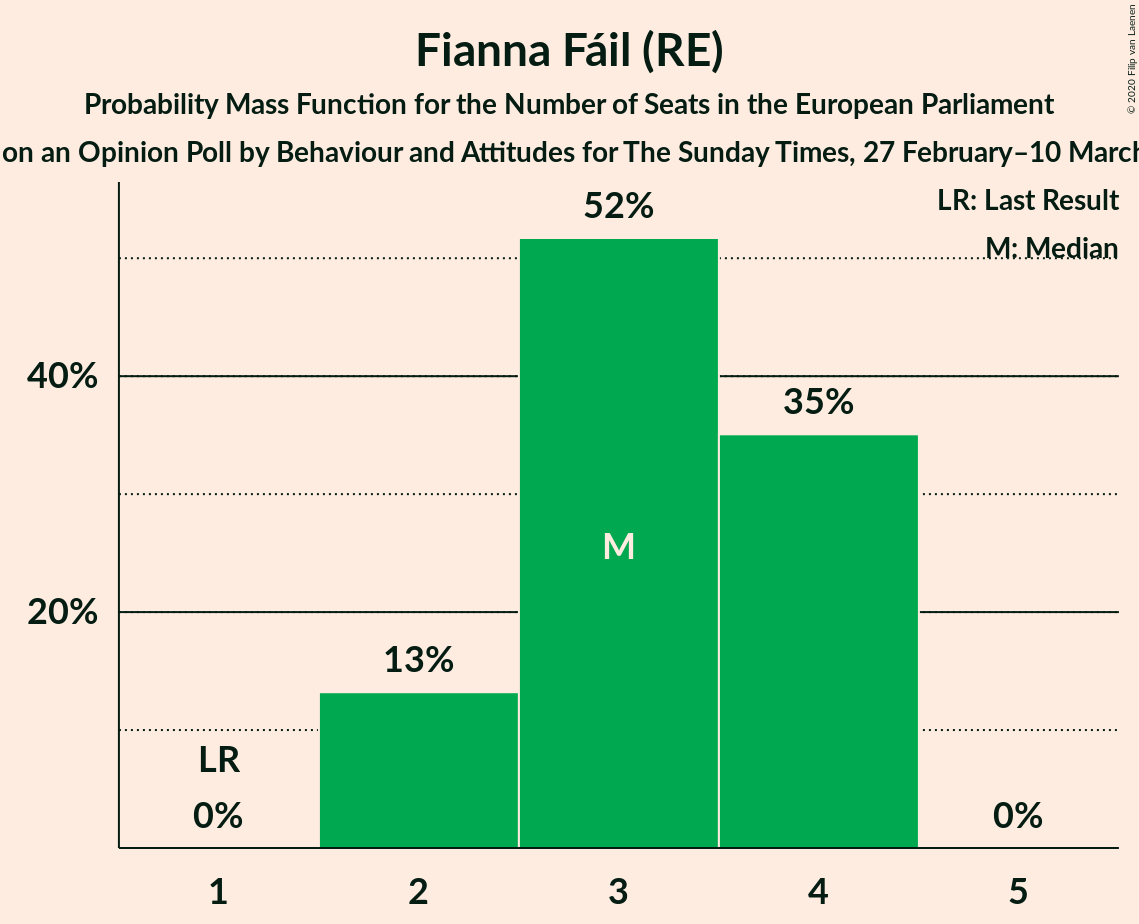 Fianna Fáil (RE)
Probability Mass Function for the Number of Seats in the European Parliament
on an Opinion Poll by Behaviour and Attitudes for The Sunday Times, 27 February–10 March
© 2020 Filip van Laenen
LR: Last Result
M: Median
52%
40%
35%
M
20%
13%
LR
0%
0%
1 2 3 4 5